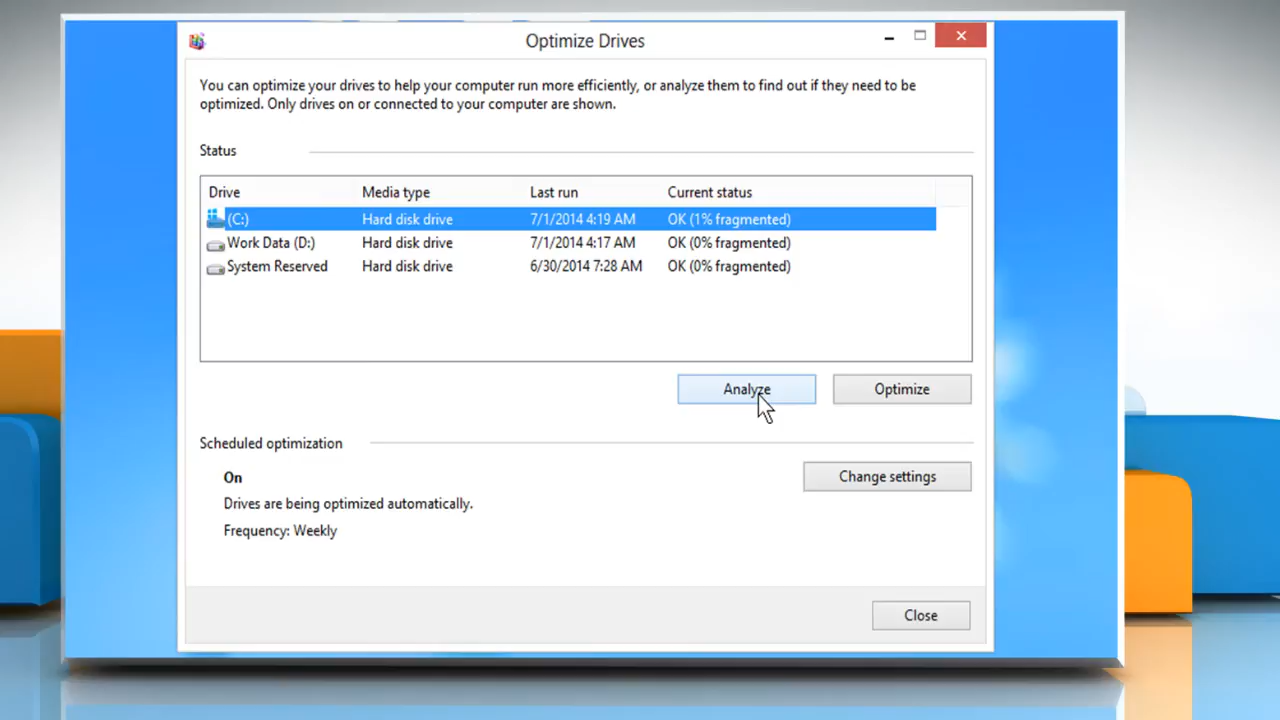 Optimize Drives
You can optimize your drives to help your computer run more efficiently, or analyze them to find out if they need to be
optimized. Only drives on or connected to your computer are shown.
Status
Drive Media type Last run Current status
(C:) Hard disk drive 7/1/2014 4:19 AM OK (1% fragmented)
Work Data (D:) Hard disk drive 7/1/2014 4:17 AM OK (0% fragmented)
System Reserved Hard disk drive 6/30/2014 7:28 AM OK (0% fragmented)
Analyze Optimize
Scheduled optimization
On
Change settings
Drives are being optimized automatically.
Frequency: Weekly
Close